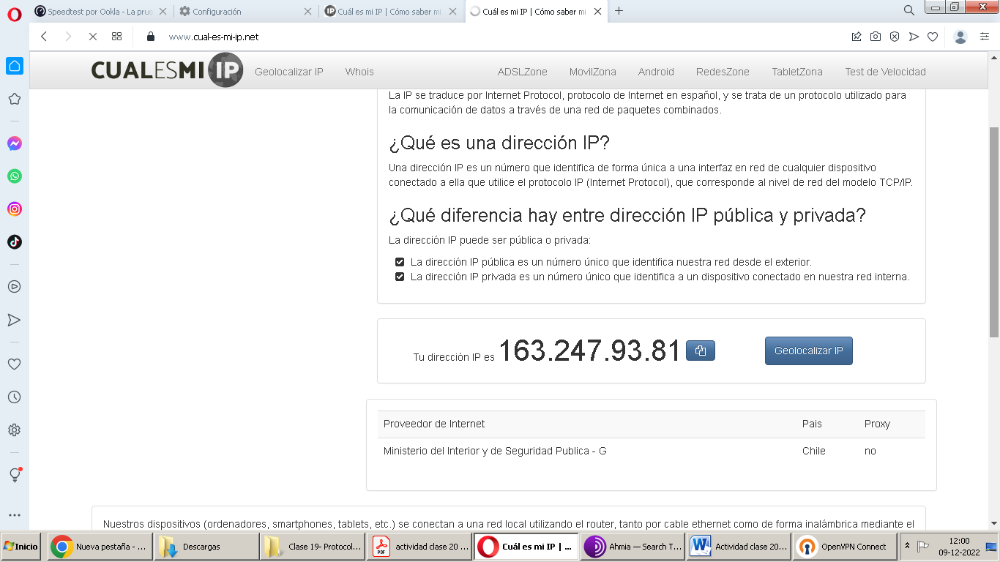 Speedtest por Ookla - La prue
Configuración
Cuál es mi IP | Cómo saber mi
Cuál es mi IP | Cómo saber mi
www.cual-es-mi-ip.net
CUALESMI IP
Geolocalizar IP
Whois
ADSLZone
MovilZona
Android
RedesZone
TabletZona
Test de Velocidad
La IP se traduce por Internet Protocol, protocolo de Internet en español, y se trata de un protocolo utilizado para
la comunicación de datos a través de una red de paquetes combinados.
¿Qué es una dirección IP?
Una dirección IP es un número que identifica de forma única a una interfaz en red de cualquier dispositivo
conectado a ella que utilice el protocolo IP (Internet Protocol), que corresponde al nivel de red del modelo TCP/IP.
¿Qué diferencia hay entre dirección IP pública y privada?
La dirección IP puede ser pública o privada:
La dirección IP pública es un número único que identifica nuestra red desde el exterior.
La dirección IP privada es un número único que identifica a un dispositivo conectado en nuestra red interna.
Tu dirección IP es 163.247.93.81
Geolocalizar IP
Proveedor de Internet Pais Proxy
Ministerio del Interior y de Seguridad Publica - G Chile no
Nuestros dispositivos (ordenadores, smartphones, tablets, etc.) se conectan a una red local utilizando el router, tanto por cable ethernet como de forma inalámbrica mediante el
Inicio
Nueva pestaña - ...
Descargas
Clase 19- Protocol...
PDF
actividad clase 20 ...
Cuál es mi IP | ...
Ahmia — Search T...
Actividad clase 20...
OpenVPN Connect
12:00
09-12-2022